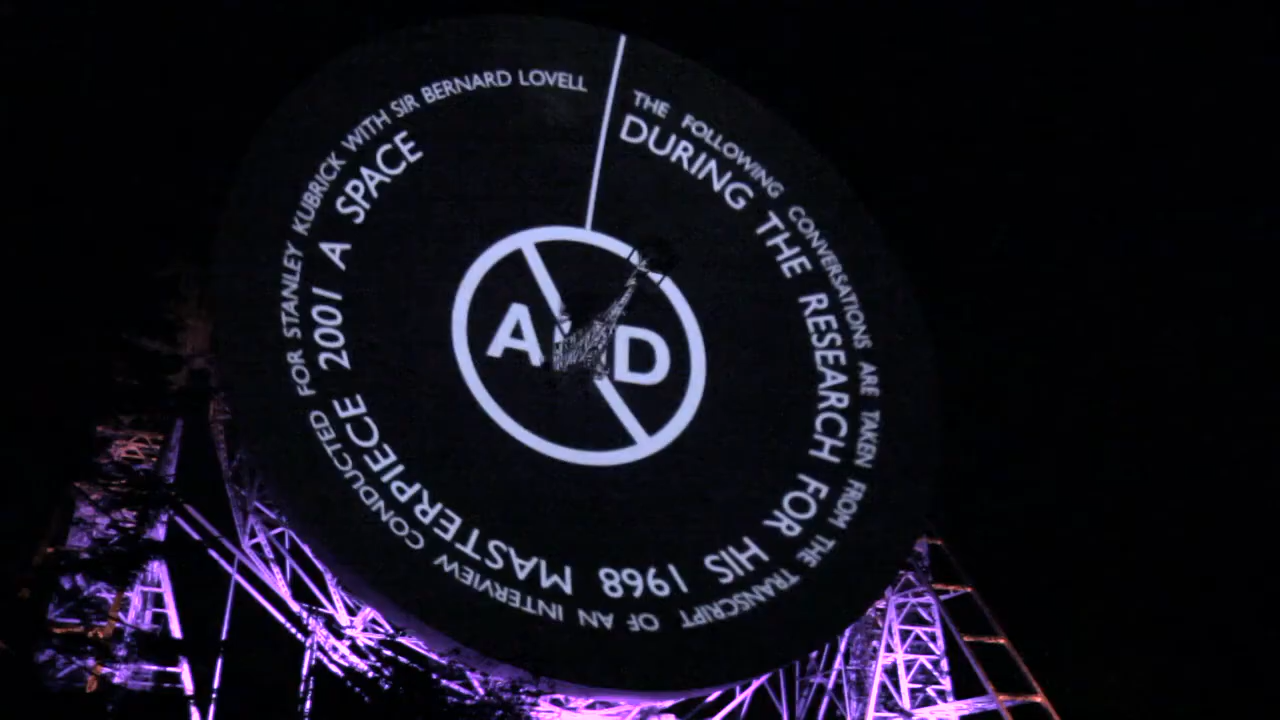 THE FOLLOWING CONVERSATIONS ARE TAKEN FROM THE TRANSCRIPT OF AN INTERVIEW CONDUCTED FOR STANLEY KUBRICK WITH SIR BERNARD LOVELL
DURING THE RESEARCH FOR HIS 1968 MASTERPIECE 2001 A SPACE
A D